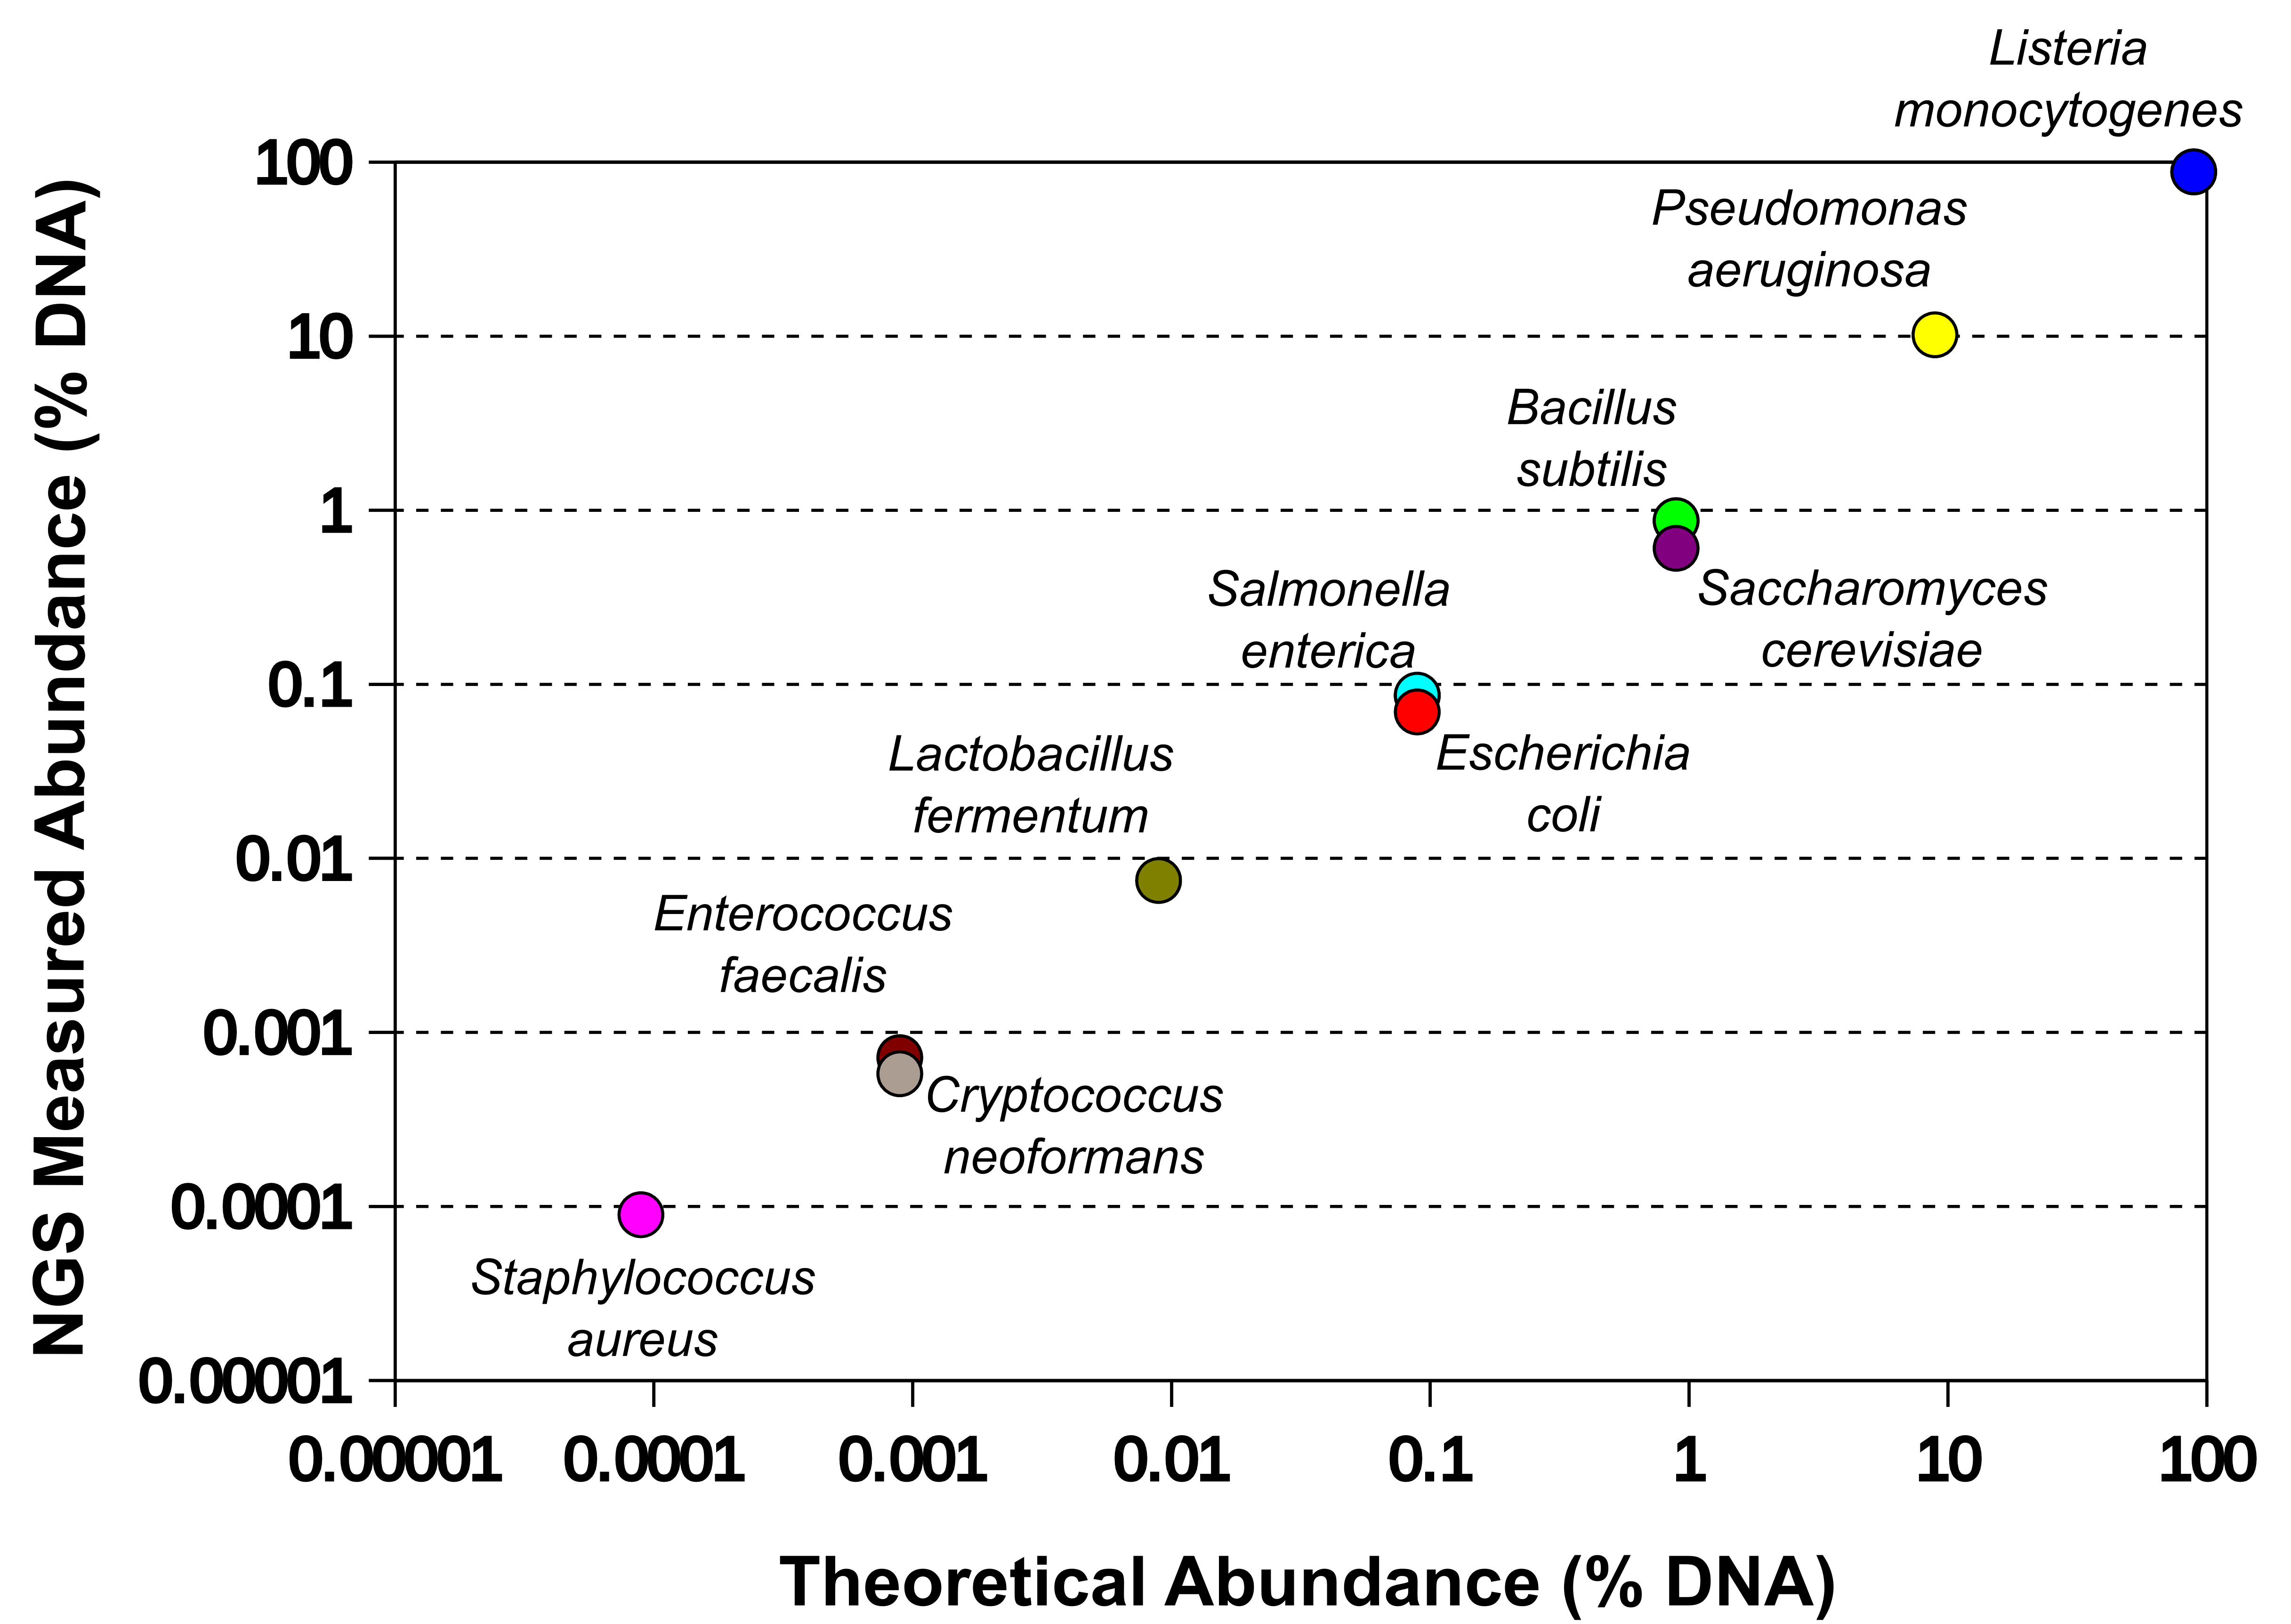 Listeria
monocytogenes
100
Pseudomonas
aeruginosa
10
Bacillus
subtilis
1
Salmonella
enterica
Saccharomyces
cerevisiae
0.1
Lactobacillus
fermentum
Escherichia
coli
0.01
Enterococcus
faecalis
0.001
Cryptococcus
neoformans
0.0001
Staphylococcus
aureus
0.00001
NGS Measured Abundance (% DNA)
0.00001 0.0001 0.001 0.01 0.1 1 10 100
Theoretical Abundance (% DNA)